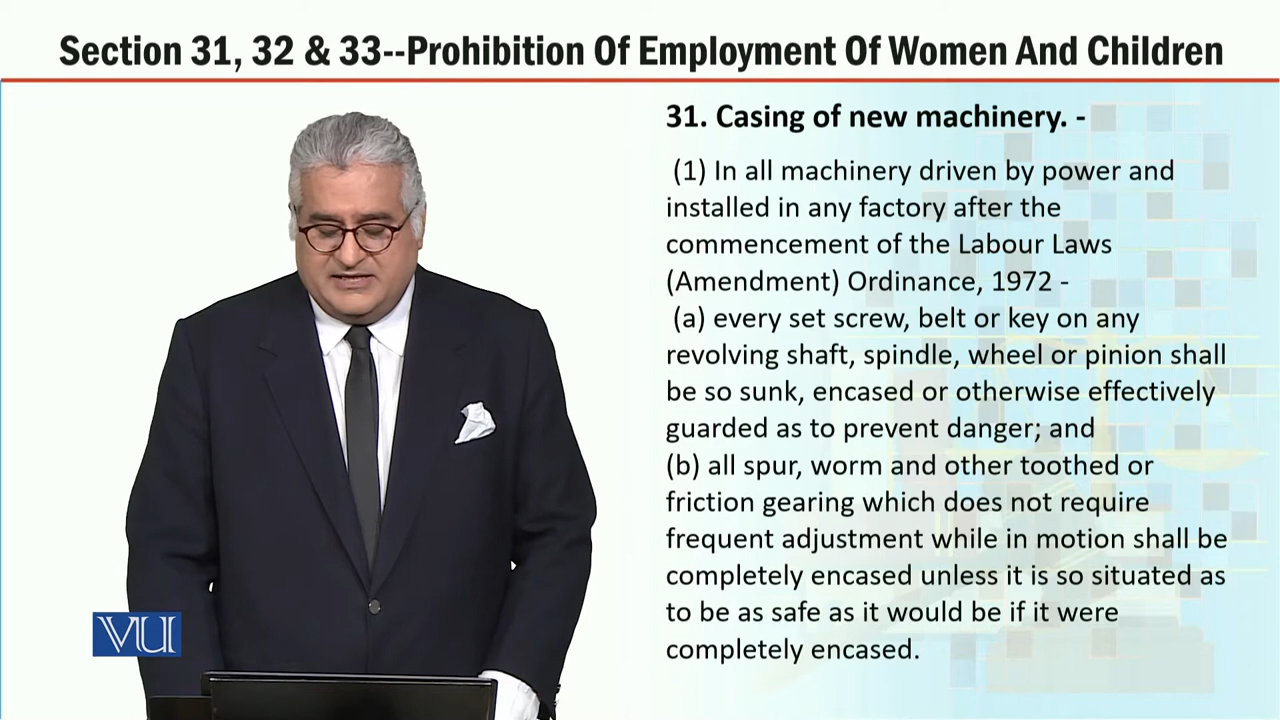 Section 31, 32 & 33--Prohibition Of Employment Of Women And Children
31. Casing of new machinery. -
(1) In all machinery driven by power and
installed in any factory after the
commencement of the Labour Laws
(Amendment) Ordinance, 1972 -
(a) every set screw, belt or key on any
revolving shaft, spindle, wheel or pinion shall
be so sunk, encased or otherwise effectively
guarded as to prevent danger; and
(b) all spur, worm and other toothed or
friction gearing which does not require
frequent adjustment while in motion shall be
completely encased unless it is so situated as
to be as safe as it would be if it were
completely encased.
VU